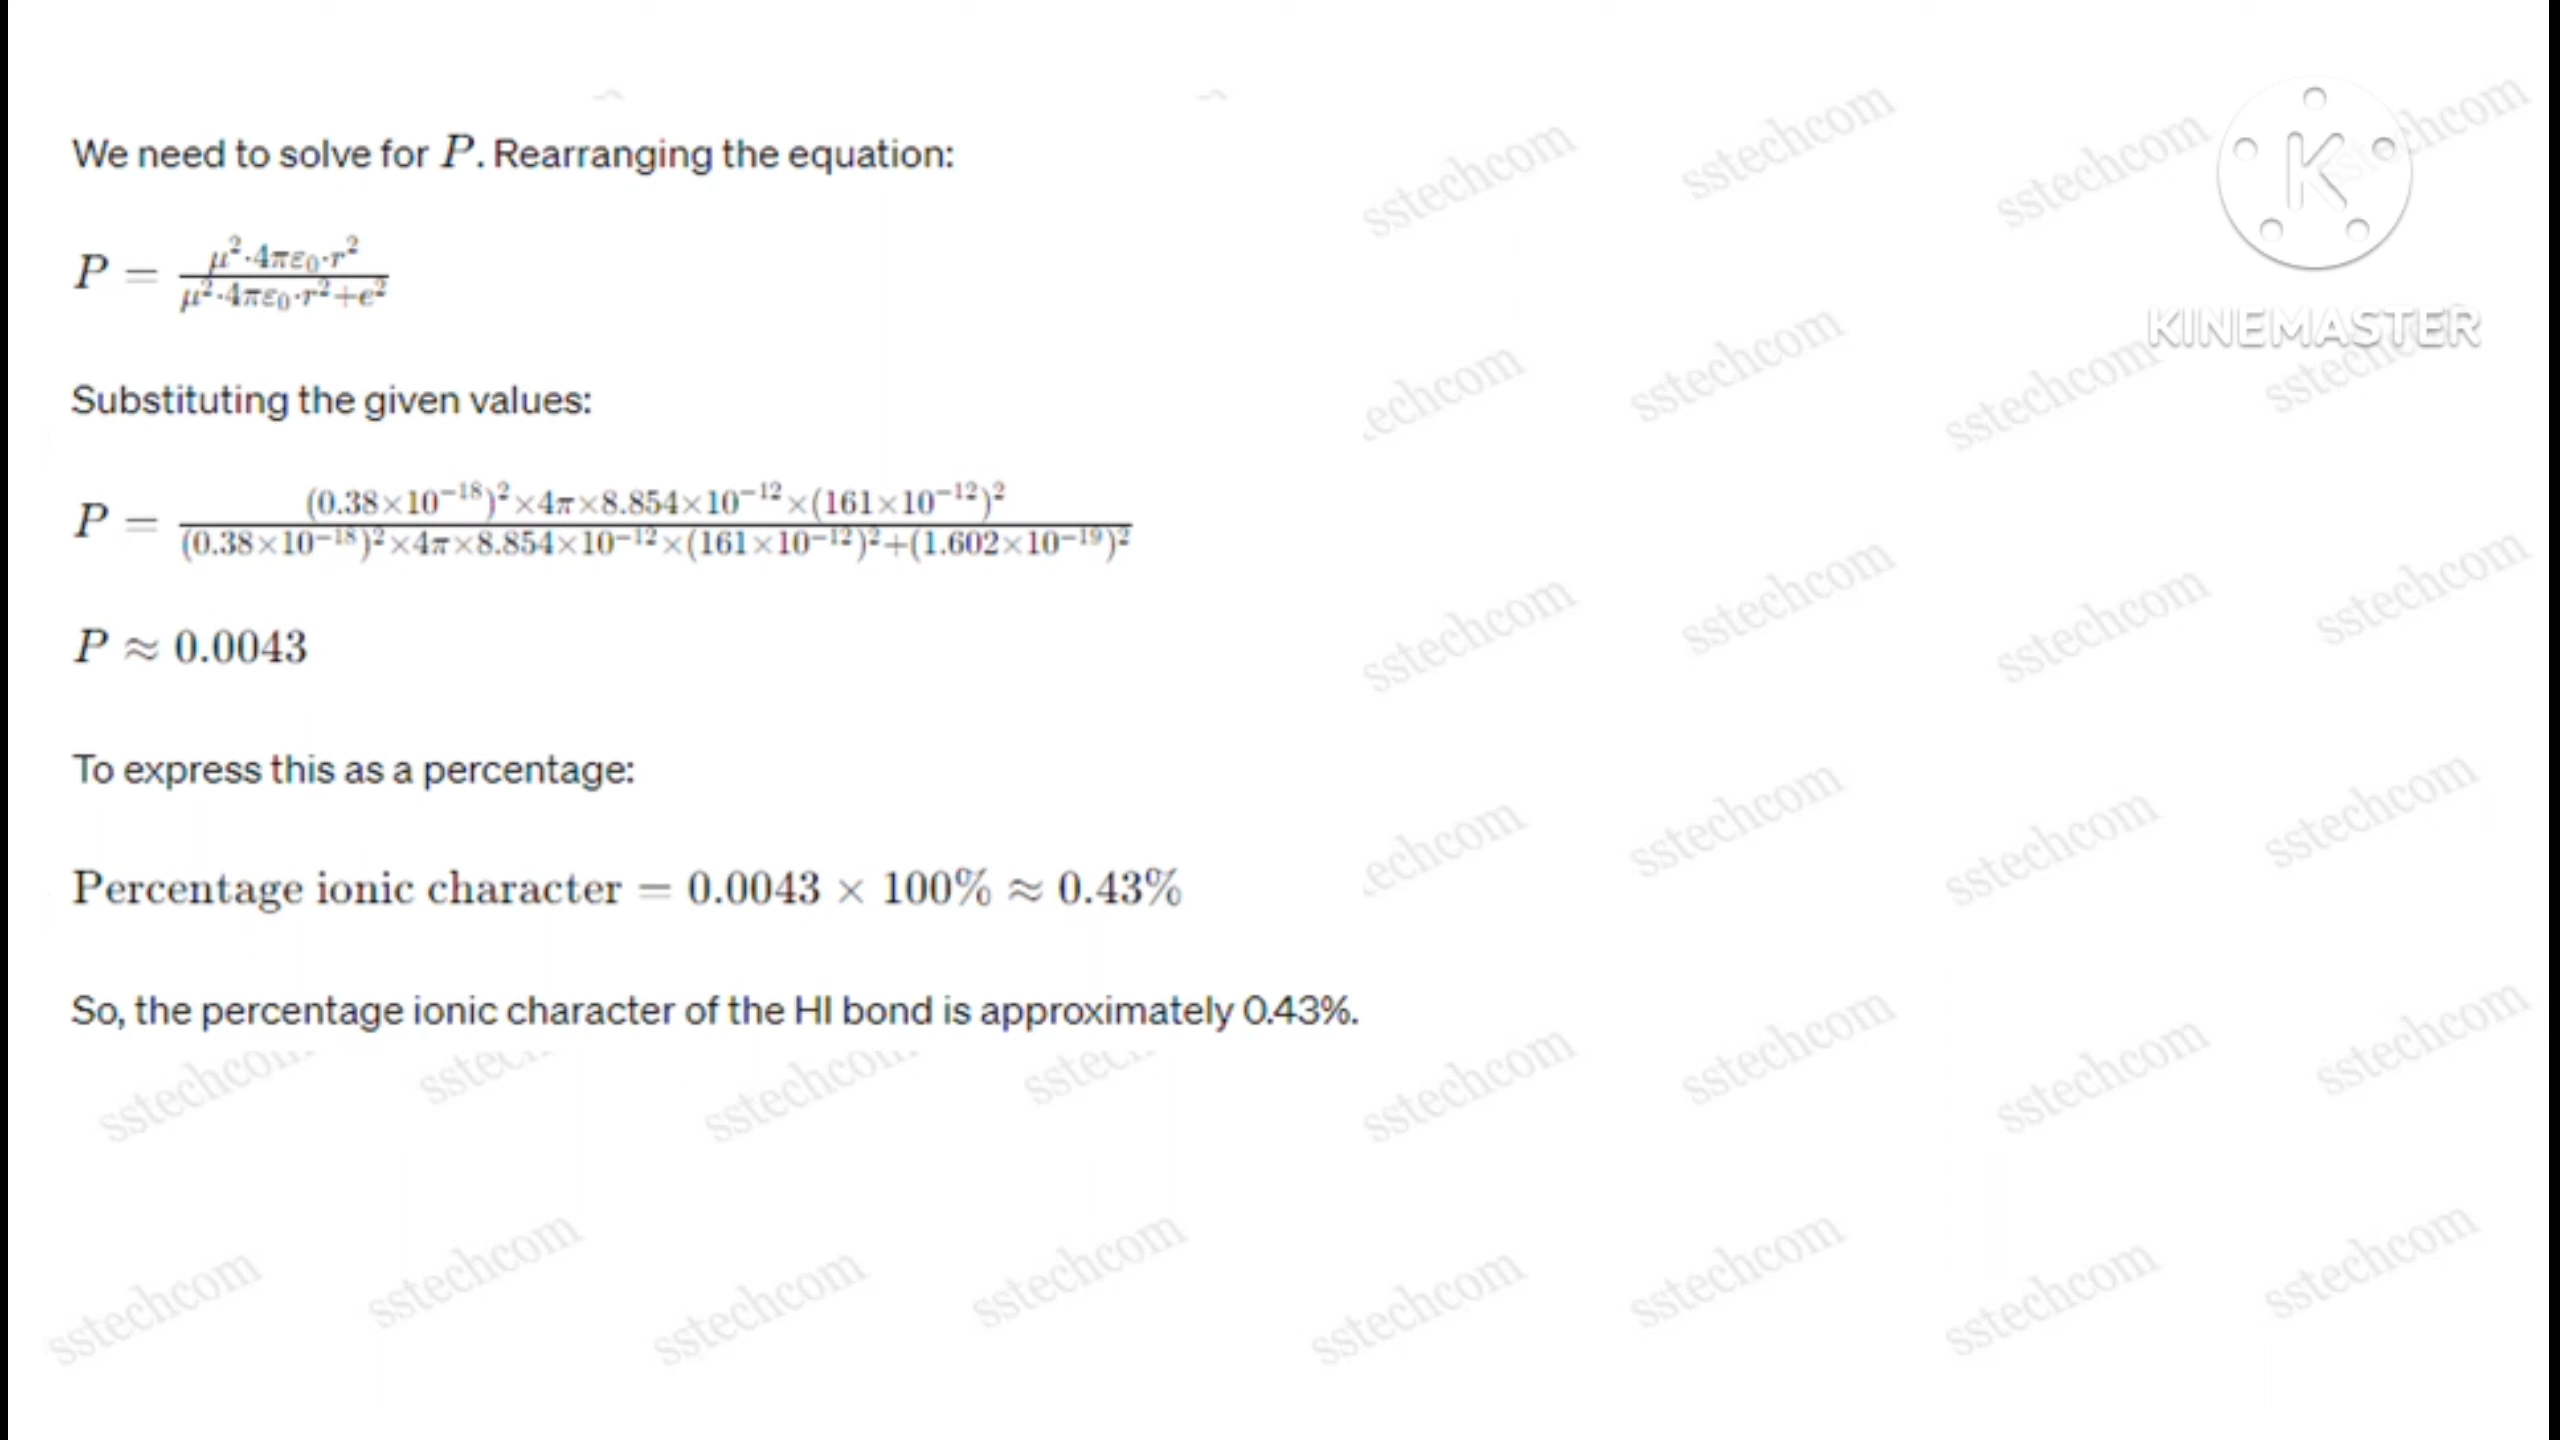 We need to solve for P. Rearranging the equation:
P = μ²·4πε₀·r² / μ²·4πε₀·r²+e²
Substituting the given values:
P = (0.38×10⁻¹⁸)²×4π×8.854×10⁻¹²×(161×10⁻¹²)² / (0.38×10⁻¹⁸)²×4π×8.854×10⁻¹²×(161×10⁻¹²)²+(1.602×10⁻¹⁹)²
P ≈ 0.0043
To express this as a percentage:
Percentage ionic character = 0.0043 × 100% ≈ 0.43%
So, the percentage ionic character of the HI bond is approximately 0.43%.
K
KINEMASTER
sstechcom